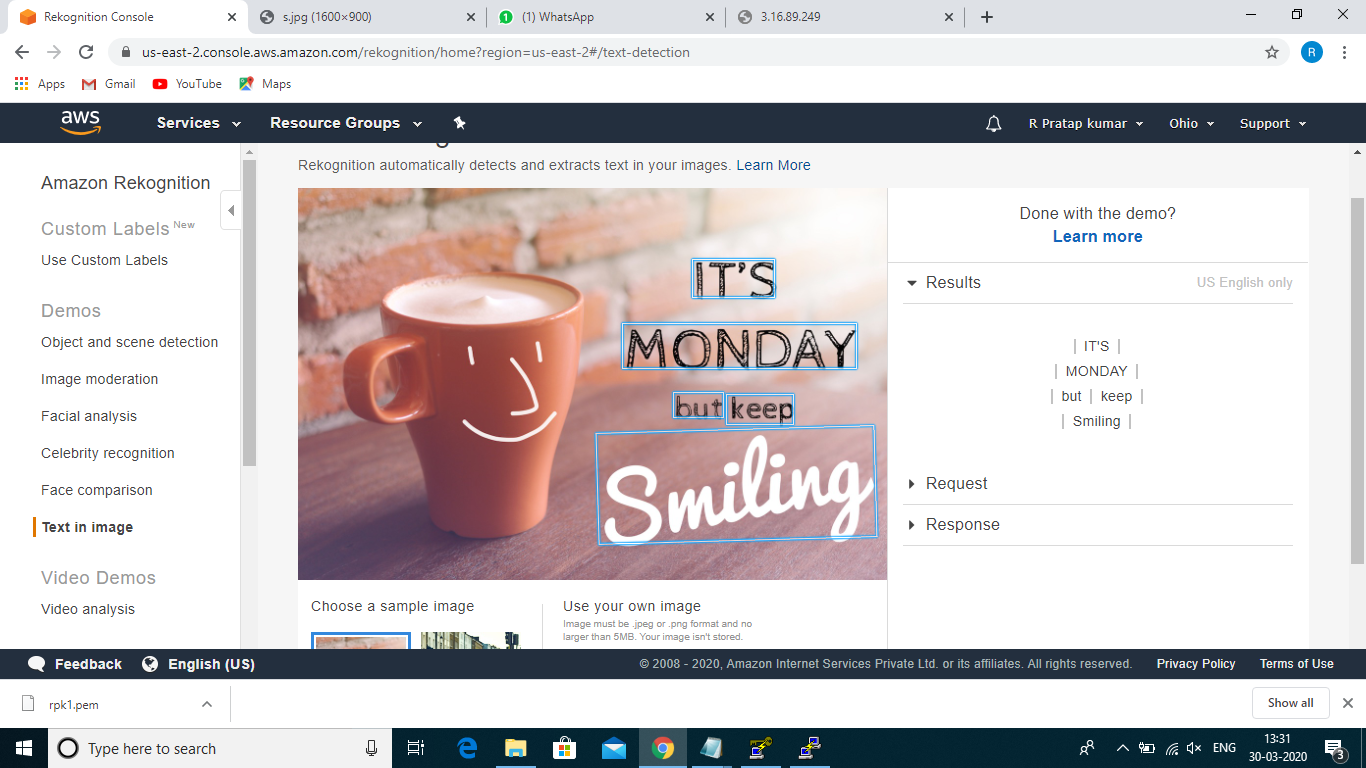 Rekognition Console
s.jpg (1600×900)
(1) WhatsApp
3.16.89.249
us-east-2.console.aws.amazon.com/rekognition/home?region=us-east-2#/text-detection
R
Apps
Gmail
YouTube
Maps
aws
Services
Resource Groups
R Pratap kumar
Ohio
Support
Amazon Rekognition
Custom Labels New
Use Custom Labels
Demos
Object and scene detection
Image moderation
Facial analysis
Celebrity recognition
Face comparison
Text in image
Video Demos
Video analysis
Rekognition automatically detects and extracts text in your images. Learn More
IT'S
MONDAY
but keep
Smiling
Choose a sample image
Use your own image
Image must be .jpeg or .png format and no
larger than 5MB. Your image isn't stored.
Done with the demo?
Learn more
Results
US English only
| IT'S |
| MONDAY |
| but | keep |
| Smiling |
Request
Response
Feedback
English (US)
© 2008 - 2020, Amazon Internet Services Private Ltd. or its affiliates. All rights reserved.
Privacy Policy
Terms of Use
rpk1.pem
Show all
Type here to search
ENG
13:31
30-03-2020
3